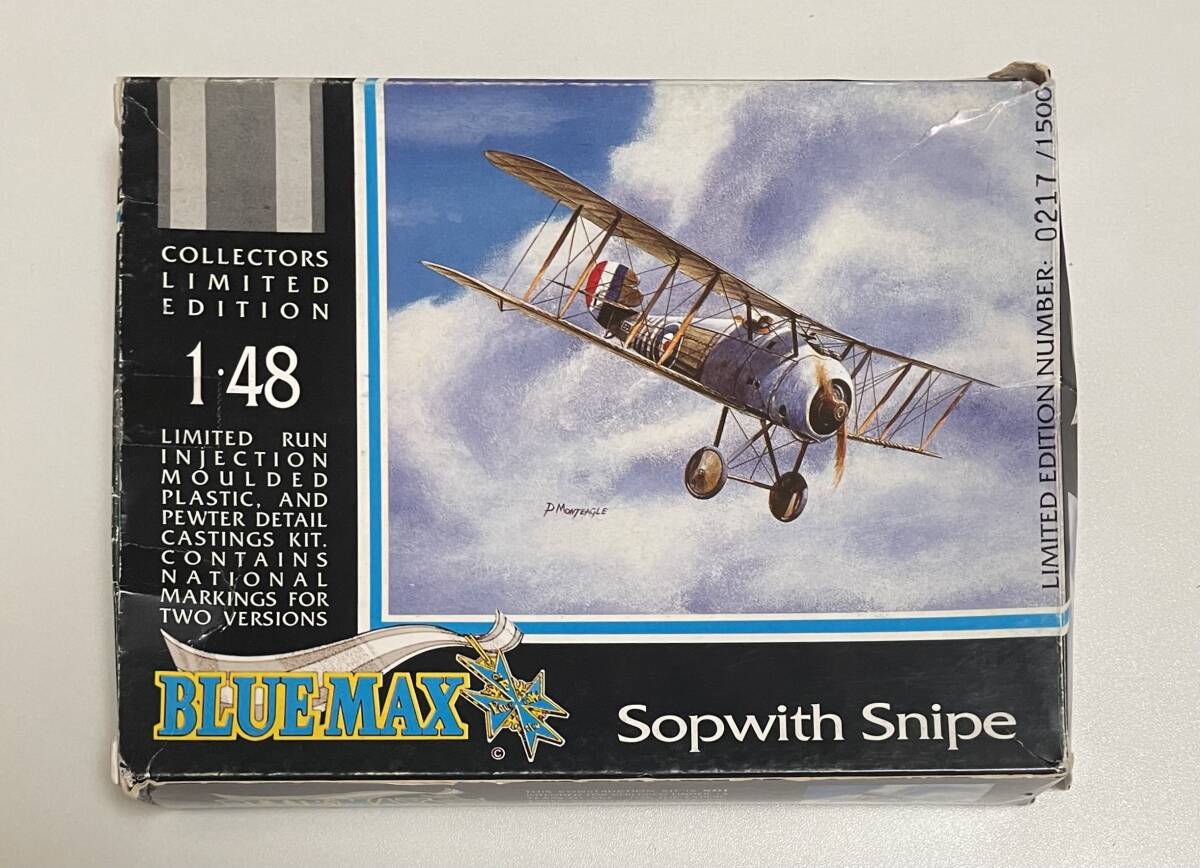 COLLECTORS
LIMITED
EDITION
1·48
LIMITED RUN
INJECTION
MOULDED
PLASTIC, AND
PEWTER DETAIL
CASTINGS KIT.
CONTAINS
NATIONAL
MARKINGS FOR
TWO VERSIONS
D MONTEAGLE
LIMITED EDITION NUMBER. 0217 /1500
BLUE MAX
©
Sopwith Snipe